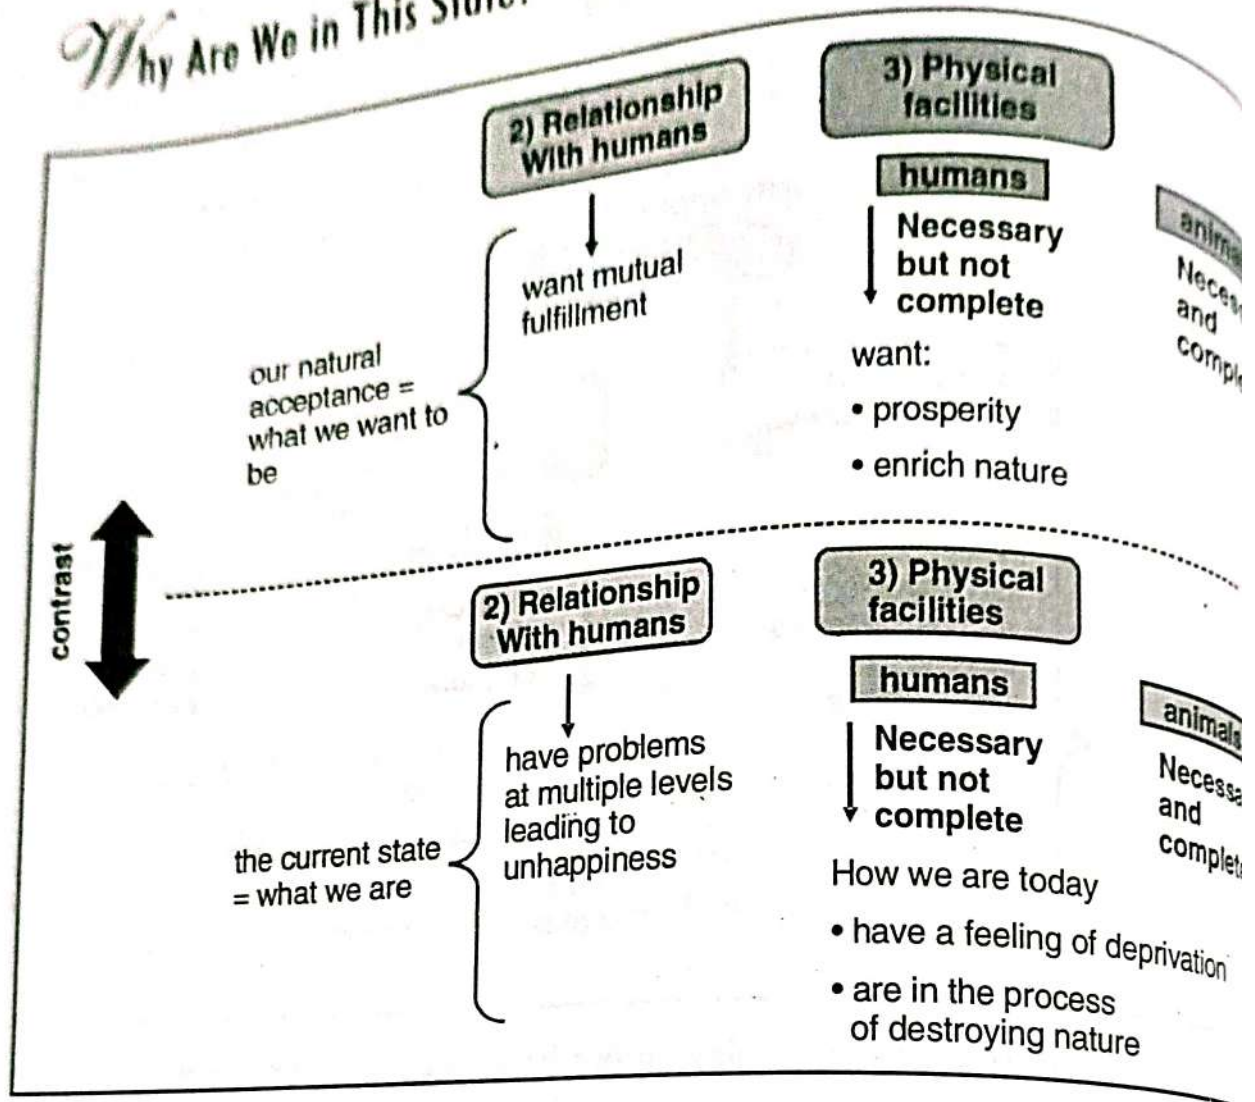 Why Are We in This State?
2) Relationship
With humans
want mutual
fulfillment
our natural
acceptance =
what we want to
be
3) Physical
facilities
humans
Necessary
but not
complete
want:
• prosperity
• enrich nature
and
contrast
2) Relationship
With humans
have problems
at multiple levels
leading to
unhappiness
the current state
= what we are
3) Physical
facilities
humans
Necessary
but not
complete
How we are today
• have a feeling of deprivation
• are in the process
of destroying nature
animals
and